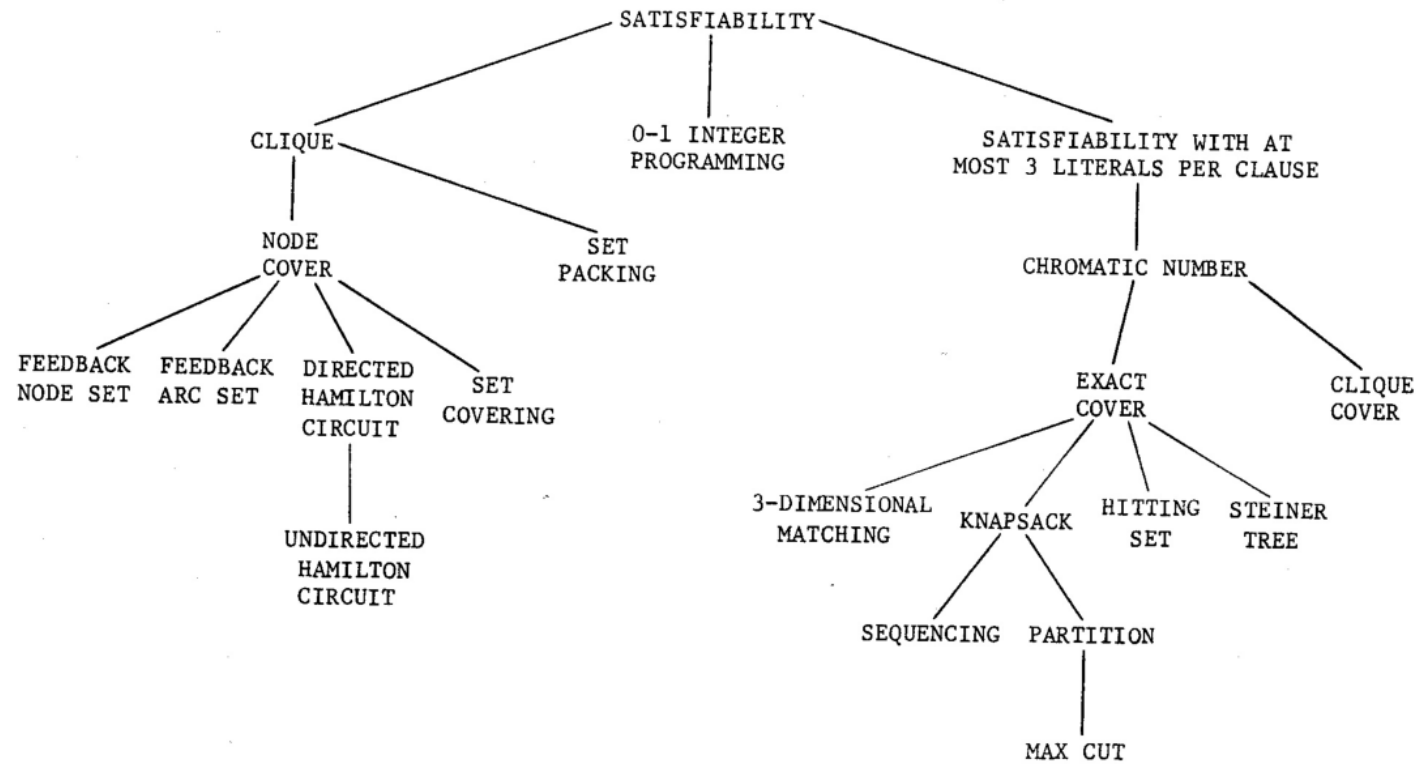 SATISFIABILITY
CLIQUE
0-1 INTEGER
PROGRAMMING
SATISFIABILITY WITH AT
MOST 3 LITERALS PER CLAUSE
NODE
COVER
SET
PACKING
CHROMATIC NUMBER
FEEDBACK
NODE SET
FEEDBACK
ARC SET
DIRECTED
HAMILTON
CIRCUIT
SET
COVERING
EXACT
COVER
CLIQUE
COVER
3-DIMENSIONAL
MATCHING
KNAPSACK
HITTING
SET
STEINER
TREE
UNDIRECTED
HAMILTON
CIRCUIT
SEQUENCING
PARTITION
MAX CUT